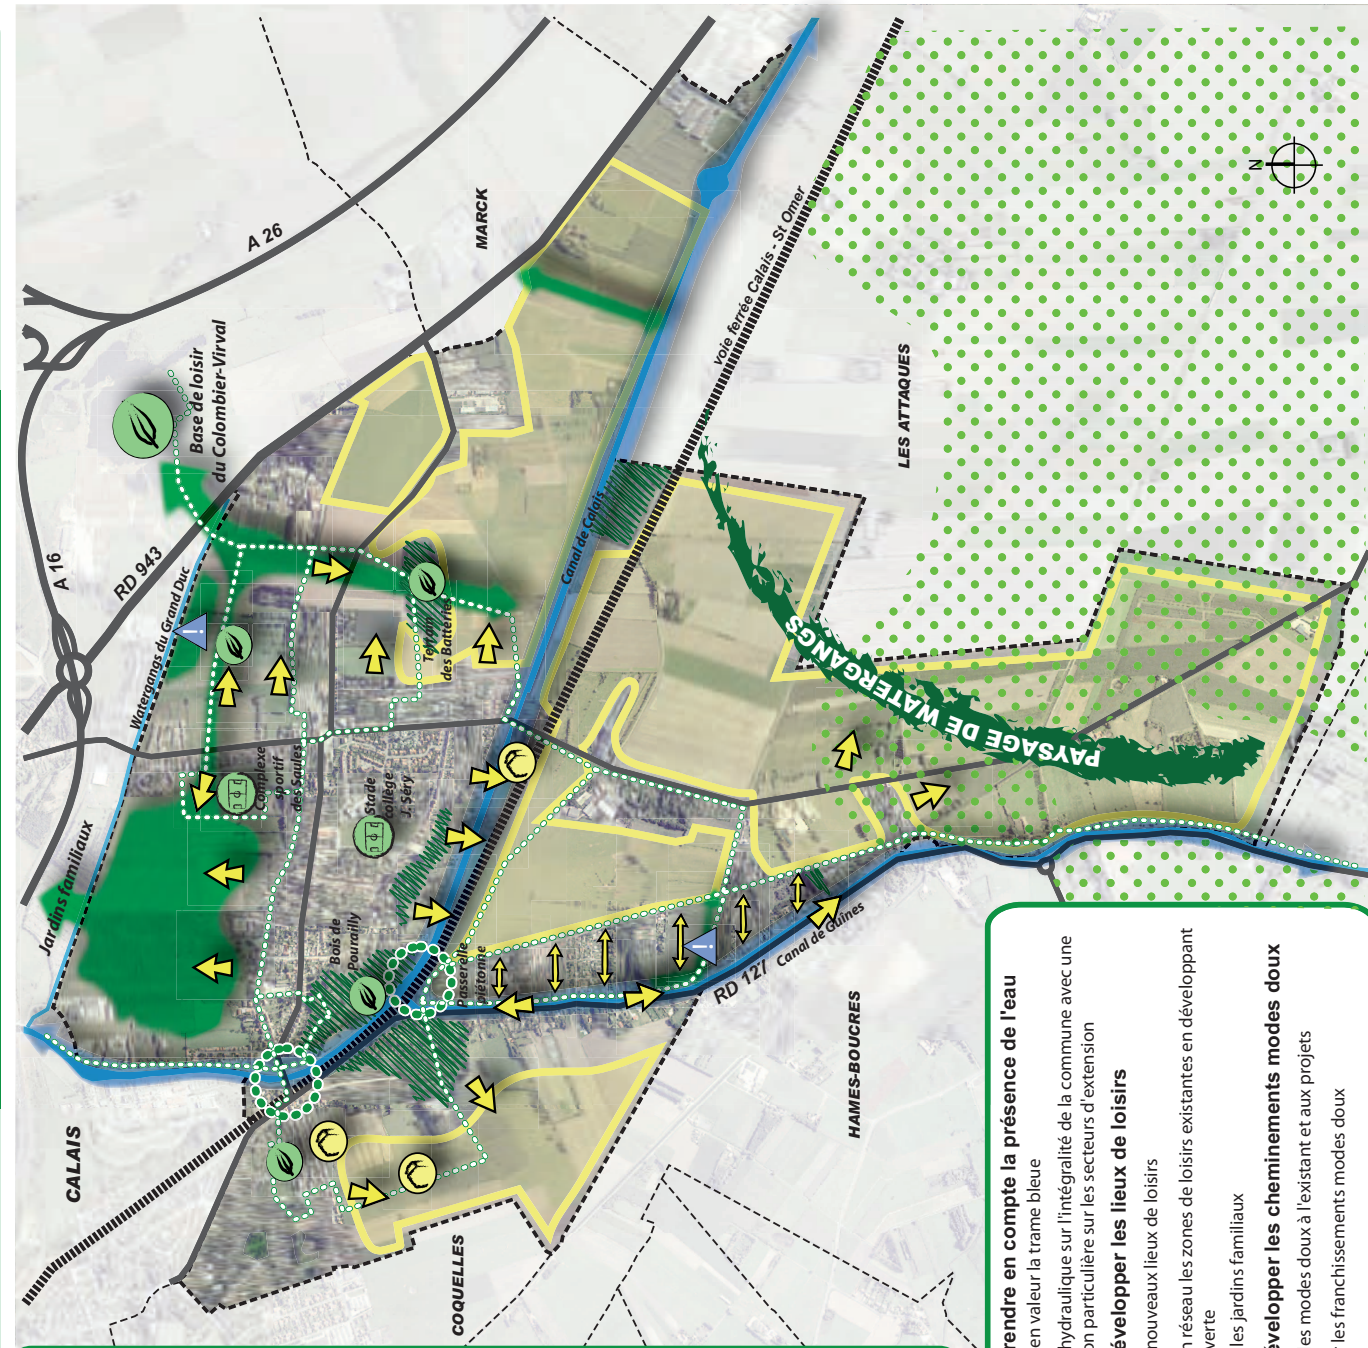 A 26
MARCK
A 16
RD 943
Base de loisir
du Colombier-Virval
Watergangs du Grand Duc
Jardins familiaux
Complexe
sportif
des Saules
Stade
collège
J. Séry
Terrain
des Batteries
Bois de
Pourailly
Passerelle
piétonne
Canal de Calais
voie ferrée Calais - St Omer
N
LES ATTAQUES
PAYSAGE DE WATERGANGS
RD 127
Canal de Guînes
HAMES-BOUCRES
CALAIS
COQUELLES
rendre en compte la présence de l'eau
en valeur la trame bleue
hydraulique sur l'intégralité de la commune avec une
on particulière sur les secteurs d'extension
évelopper les lieux de loisirs
nouveaux lieux de loisirs
n réseau les zones de loisirs existantes en développant
verte
les jardins familiaux
évelopper les cheminements modes doux
es modes doux à l'existant et aux projets
les franchissements modes doux